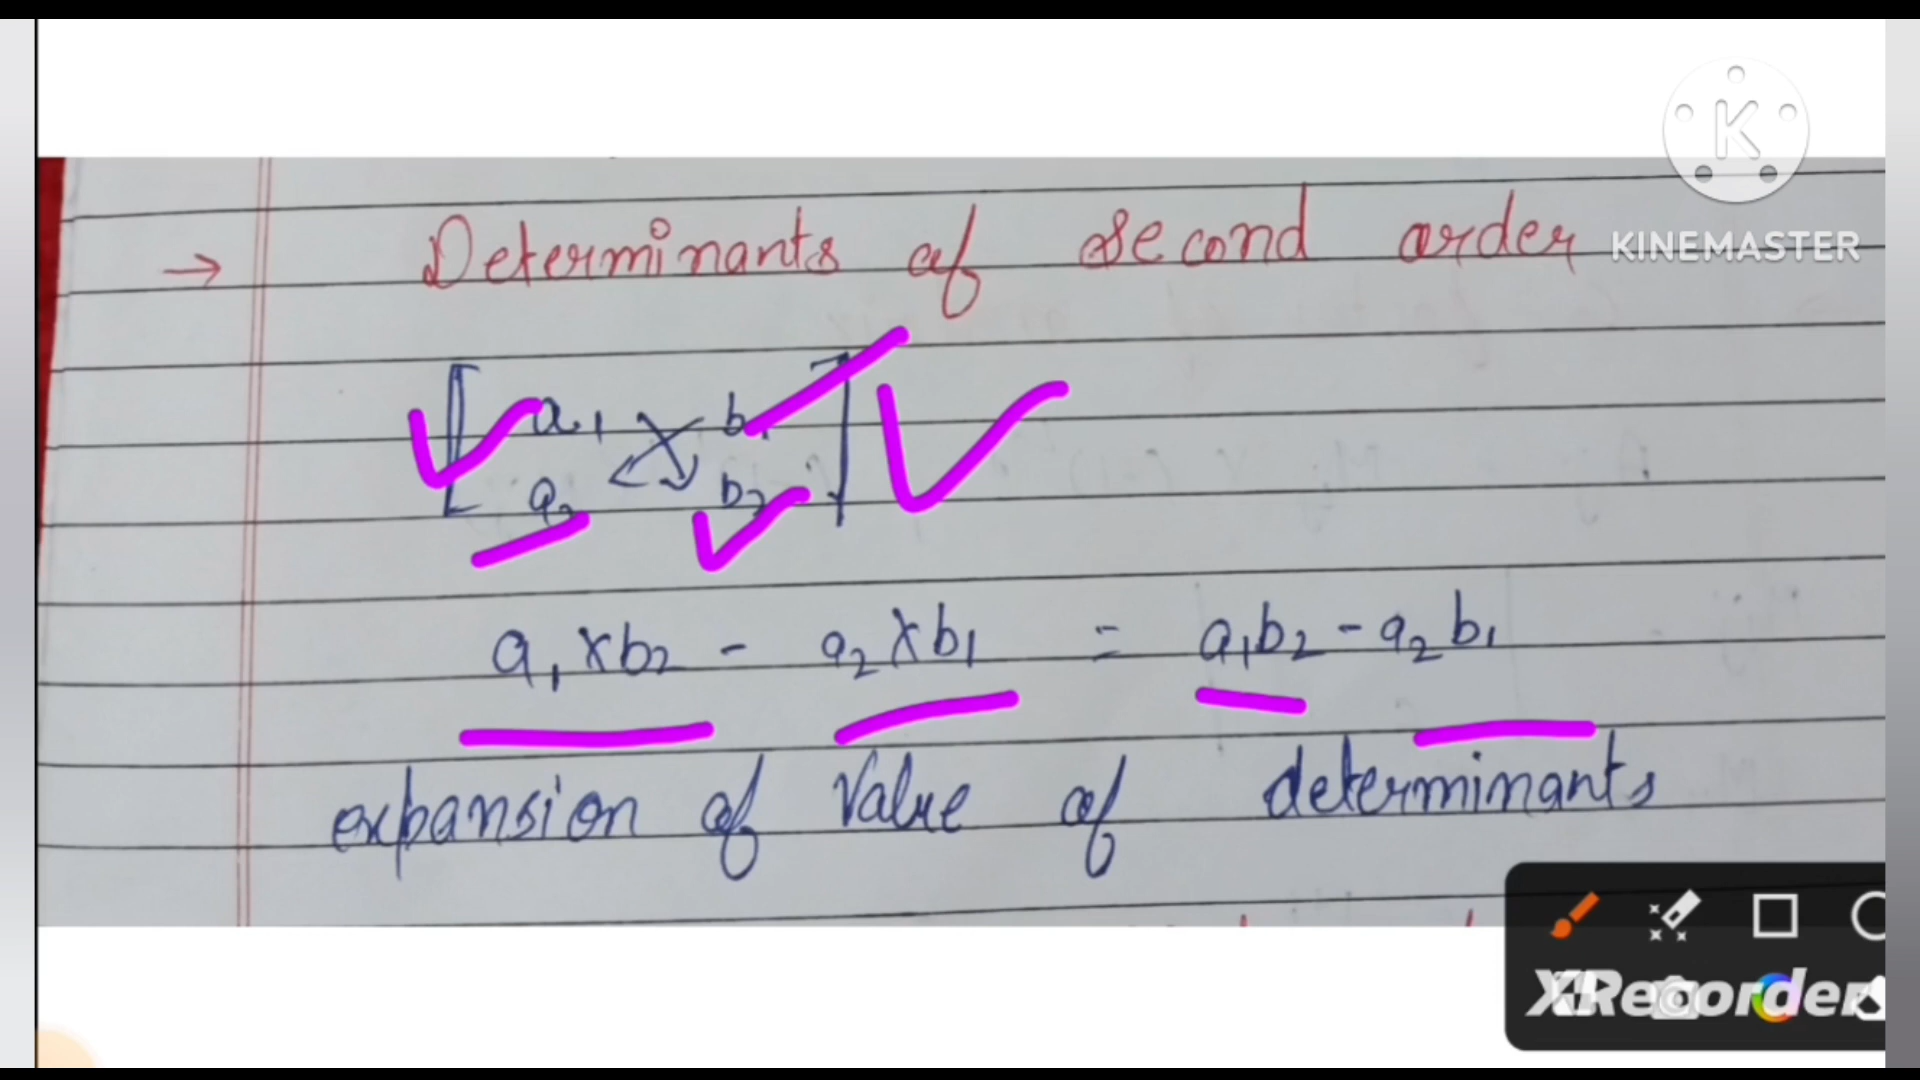 → Determinants of second order
KINEMASTER
a₁ b₁
a₂ b₂
a₁ x b₂ - a₂ x b₁ = a₁b₂ - a₂b₁
expansion of Value of determinants
XRecorder